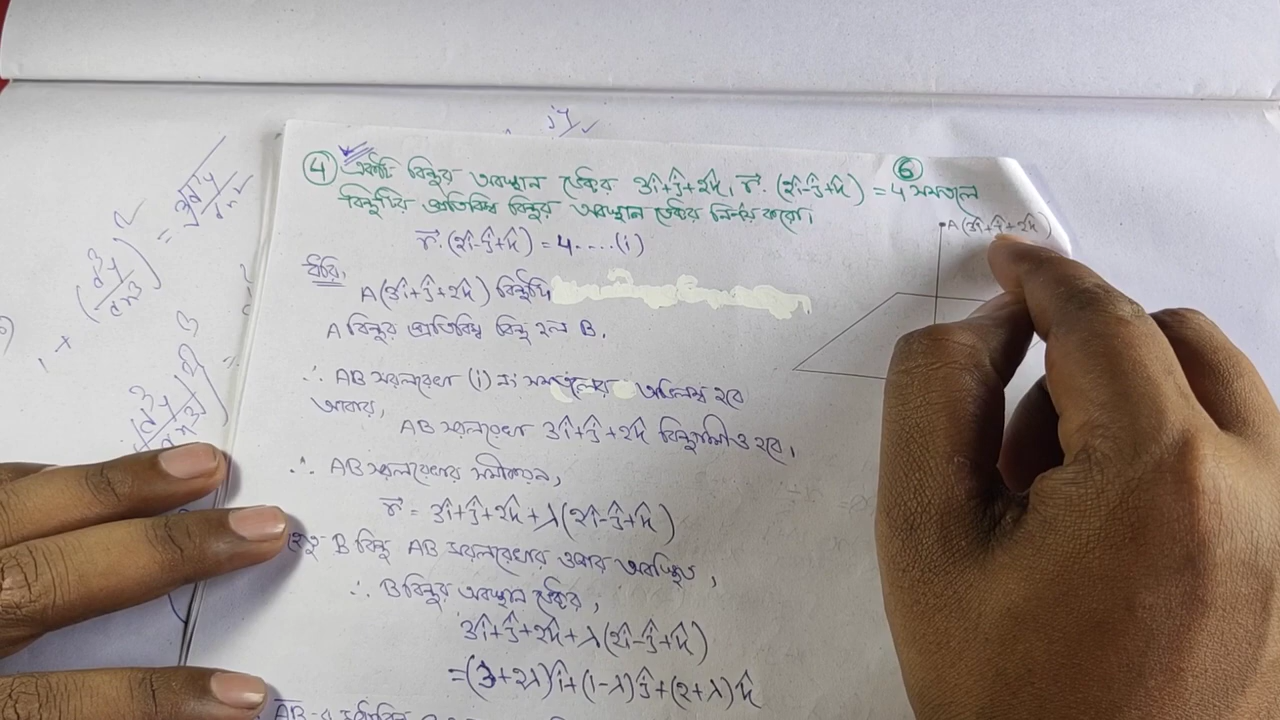 ④ একটি বিন্দুর অবস্থান ভেক্টর 3î+ĵ+2k̂, r⃗.(2î-ĵ+k̂) = 4 সমতলে
⑥
বিন্দুটির প্রতিবিম্ব বিন্দুর অবস্থান ভেক্টর নির্ণয় করো।
r⃗.(2î-ĵ+k̂) = 4....(i)
A(3î+ĵ+2k̂)
ধরি,
A(3î+ĵ+2k̂) বিন্দুটি
A বিন্দুর প্রতিবিম্ব বিন্দু হল B.
∴ AB সরলরেখা (i) নং সমতলের অভিলম্ব হবে
আবার,
AB সরলরেখা 3î+ĵ+2k̂ বিন্দুগামীও হবে,
∴ AB সরলরেখার সমীকরন,
r⃗ = 3î+ĵ+2k̂+λ(2î-ĵ+k̂)
B বিন্দু AB সরলরেখার ওপর অবস্থিত,
∴ B বিন্দুর অবস্থান ভেক্টর,
3î+ĵ+2k̂+λ(2î-ĵ+k̂)
=(3+2λ)î+(1-λ)ĵ+(2+λ)k̂